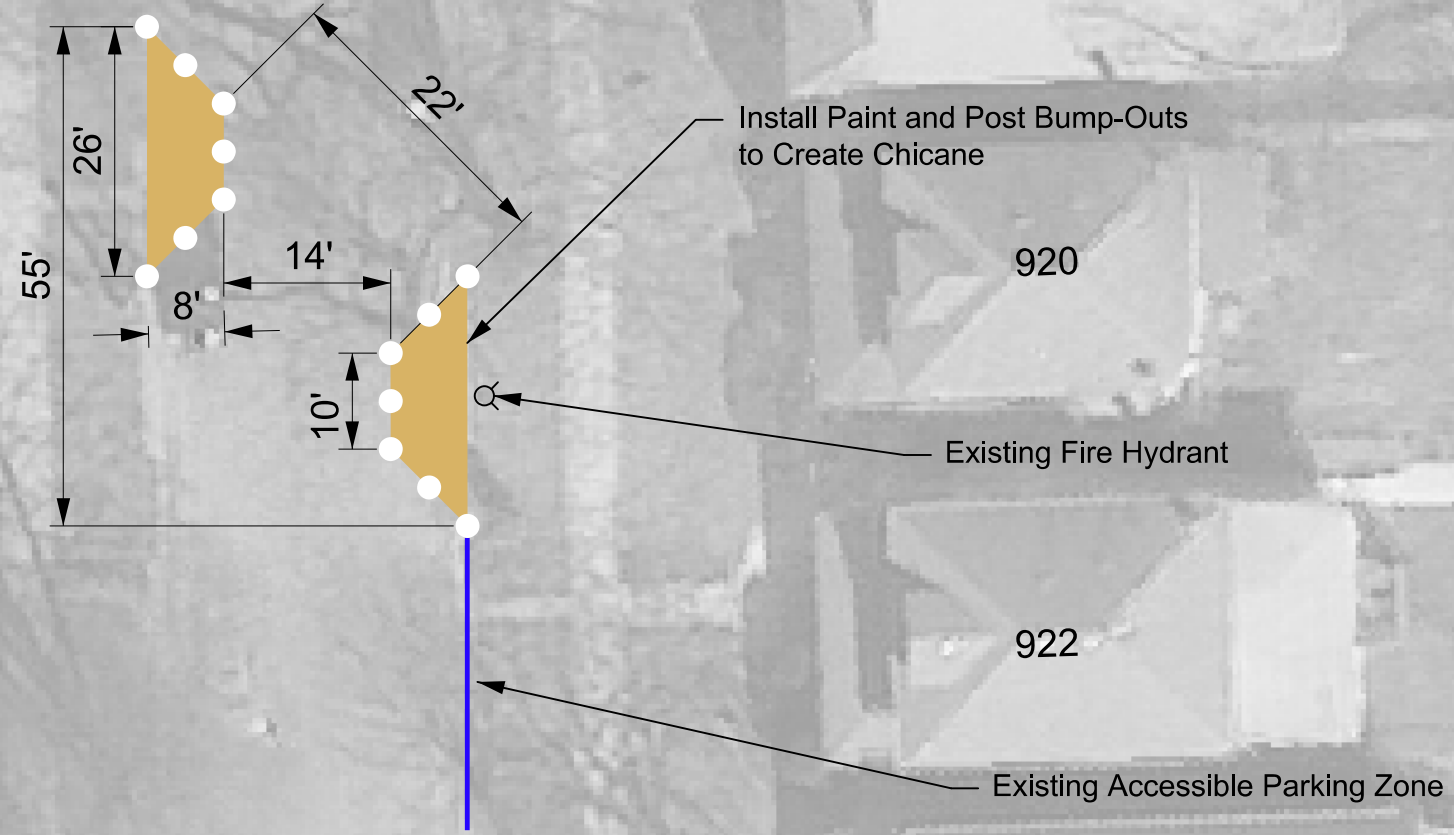 22'
Install Paint and Post Bump-Outs
to Create Chicane
26'
55'
14'
920
8'
10'
Existing Fire Hydrant
922
Existing Accessible Parking Zone